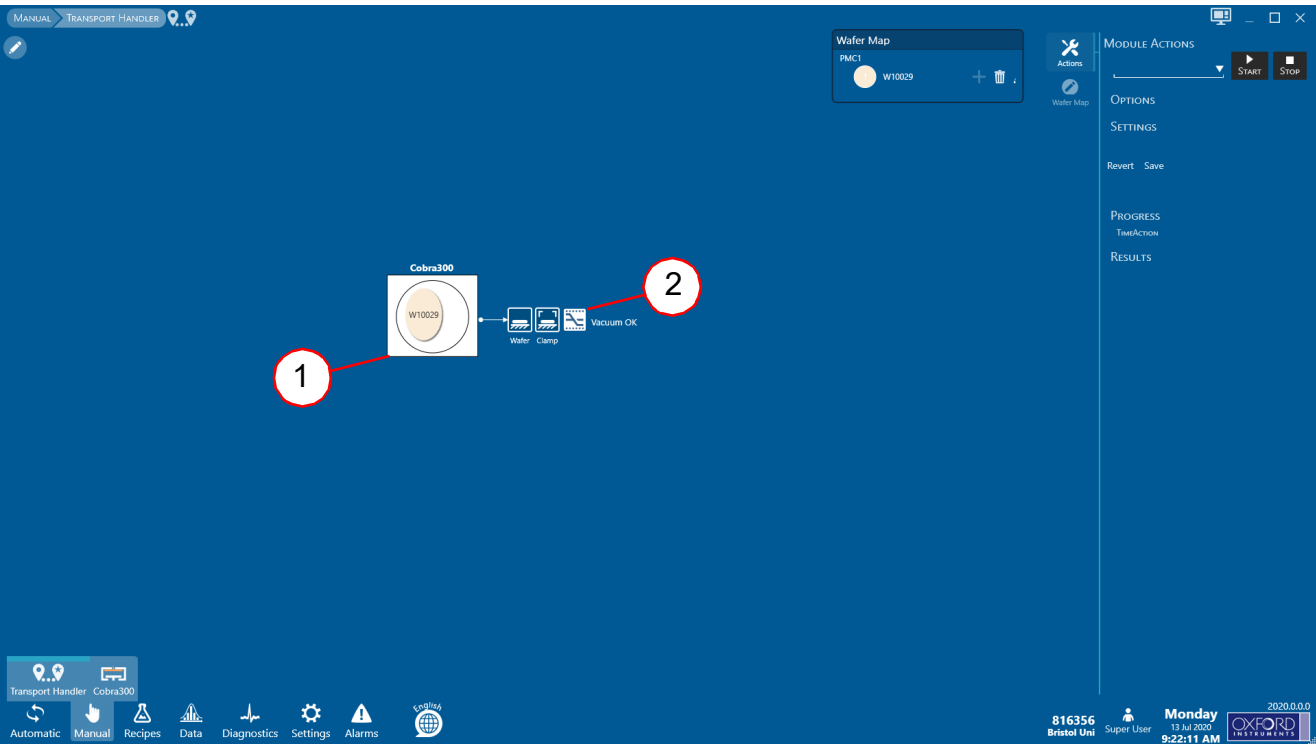 MANUAL TRANSPORT HANDLER
Wafer Map
PMC1
W10029
Actions
Wafer Map
MODULE ACTIONS
START STOP
OPTIONS
SETTINGS
Revert Save
PROGRESS
TIMEACTION
RESULTS
Cobra300
W10029
Wafer Clamp
Vacuum OK
1
2
Transport Handler Cobra300
Automatic Manual Recipes Data Diagnostics Settings Alarms
English
816356
Bristol Uni
Super User
Monday
13 Jul 2020
9:22:11 AM
2020.0.0.0
OXFORD
INSTRUMENTS